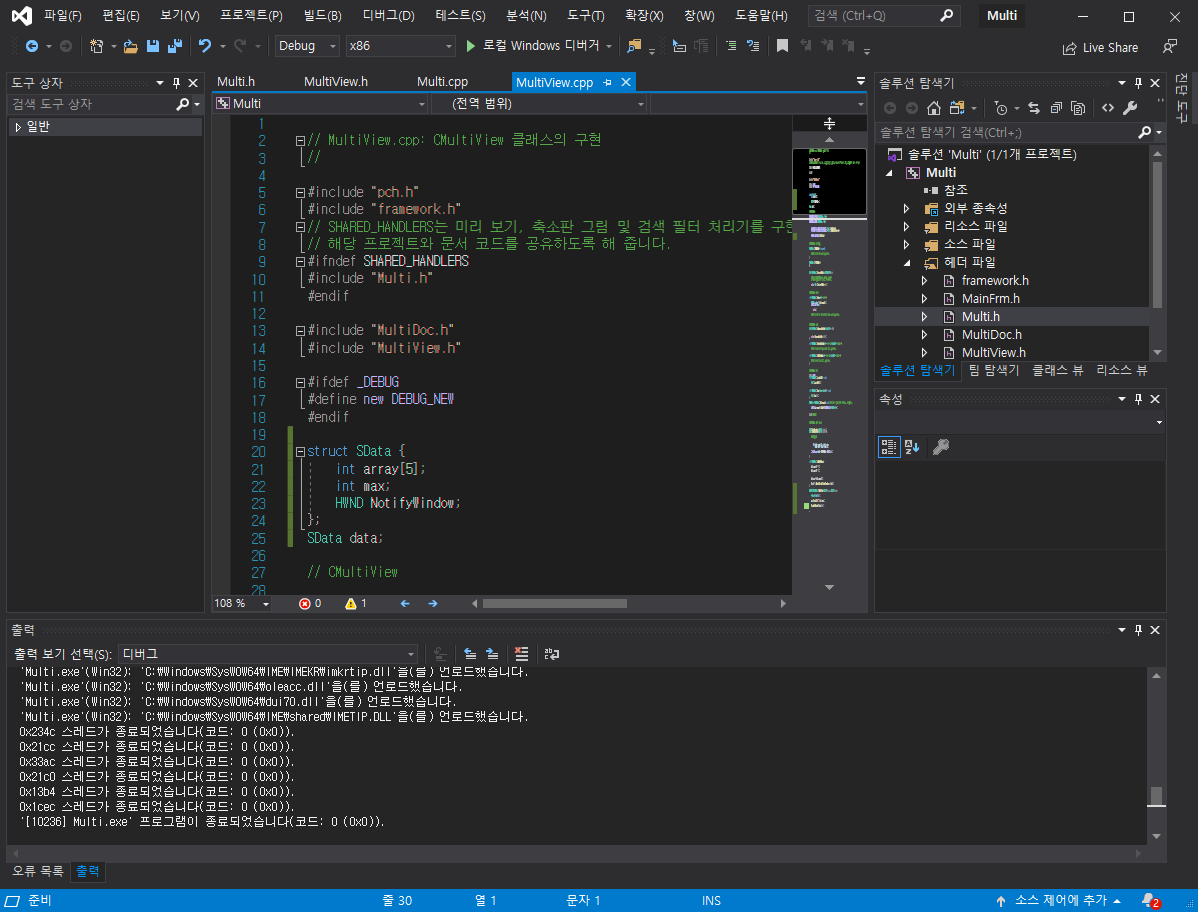 파일(F) 편집(E) 보기(V) 프로젝트(P) 빌드(B) 디버그(D) 테스트(S) 분석(N) 도구(T) 확장(X) 창(W) 도움말(H) 검색 (Ctrl+Q) Multi
Debug x86 로컬 Windows 디버거 Live Share
도구 상자
검색 도구 상자
일반
Multi.h MultiView.h Multi.cpp MultiView.cpp
Multi (전역 범위)
1
2 // MultiView.cpp: CMultiView 클래스의 구현
3 //
4
5 #include "pch.h"
6 #include "framework.h"
7 // SHARED_HANDLERS는 미리 보기, 축소판 그림 및 검색 필터 처리기를 구현
8 // 해당 프로젝트와 문서 코드를 공유하도록 해 줍니다.
9 #ifndef SHARED_HANDLERS
10 #include "Multi.h"
11 #endif
12
13 #include "MultiDoc.h"
14 #include "MultiView.h"
15
16 #ifdef _DEBUG
17 #define new DEBUG_NEW
18 #endif
19
20 struct SData {
21 int array[5];
22 int max;
23 HWND NotifyWindow;
24 };
25 SData data;
26
27 // CMultiView
28
108 % 0 1
솔루션 탐색기
솔루션 탐색기 검색(Ctrl+;)
솔루션 'Multi' (1/1개 프로젝트)
Multi
참조
외부 종속성
리소스 파일
소스 파일
헤더 파일
framework.h
MainFrm.h
Multi.h
MultiDoc.h
MultiView.h
솔루션 탐색기 팀 탐색기 클래스 뷰 리소스 뷰
속성
진단 도구
출력
출력 보기 선택(S): 디버그
'Multi.exe'(Win32): 'C:₩Windows₩SysWOW64₩IME₩IMEKR₩imkrtip.dll'을(를) 언로드했습니다.
'Multi.exe'(Win32): 'C:₩Windows₩SysWOW64₩oleacc.dll'을(를) 언로드했습니다.
'Multi.exe'(Win32): 'C:₩Windows₩SysWOW64₩dui70.dll'을(를) 언로드했습니다.
'Multi.exe'(Win32): 'C:₩Windows₩SysWOW64₩IME₩shared₩IMETIP.DLL'을(를) 언로드했습니다.
0x234c 스레드가 종료되었습니다(코드: 0 (0x0)).
0x21cc 스레드가 종료되었습니다(코드: 0 (0x0)).
0x33ac 스레드가 종료되었습니다(코드: 0 (0x0)).
0x21c0 스레드가 종료되었습니다(코드: 0 (0x0)).
0x13b4 스레드가 종료되었습니다(코드: 0 (0x0)).
0x1cec 스레드가 종료되었습니다(코드: 0 (0x0)).
'[10236] Multi.exe' 프로그램이 종료되었습니다(코드: 0 (0x0)).
오류 목록 출력
준비 줄 30 열 1 문자 1 INS 소스 제어에 추가 2